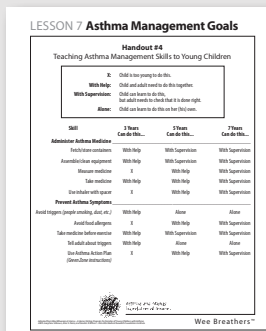 LESSON 7 Asthma Management Goals
Handout #4
Teaching Asthma Management Skills to Young Children
X: Child is too young to do this.
With Help: Child and adult need to do this together.
With Supervision: Child can learn to do this,
but adult needs to check that it is done right.
Alone: Child can learn to do this on her (his) own.
Skill 3 Years 5 Years 7 Years
Can do this... Can do this... Can do this...
Administer Asthma Medicine
Fetch/store containers With Help With Supervision With Supervision
Assemble/clean equipment With Help With Supervision With Supervision
Measure medicine X With Help With Supervision
Take medicine With Help With Help With Supervision
Use inhaler with spacer X With Help With Supervision
Prevent Asthma Symptoms
Avoid triggers (people smoking, dust, etc.) With Help Alone Alone
Avoid food allergens X With Help With Supervision
Take medicine before exercise With Help With Supervision With Supervision
Tell adult about triggers With Help Alone Alone
Use Asthma Action Plan X With Help With Supervision
(Green Zone instructions)
Wee Breathers™